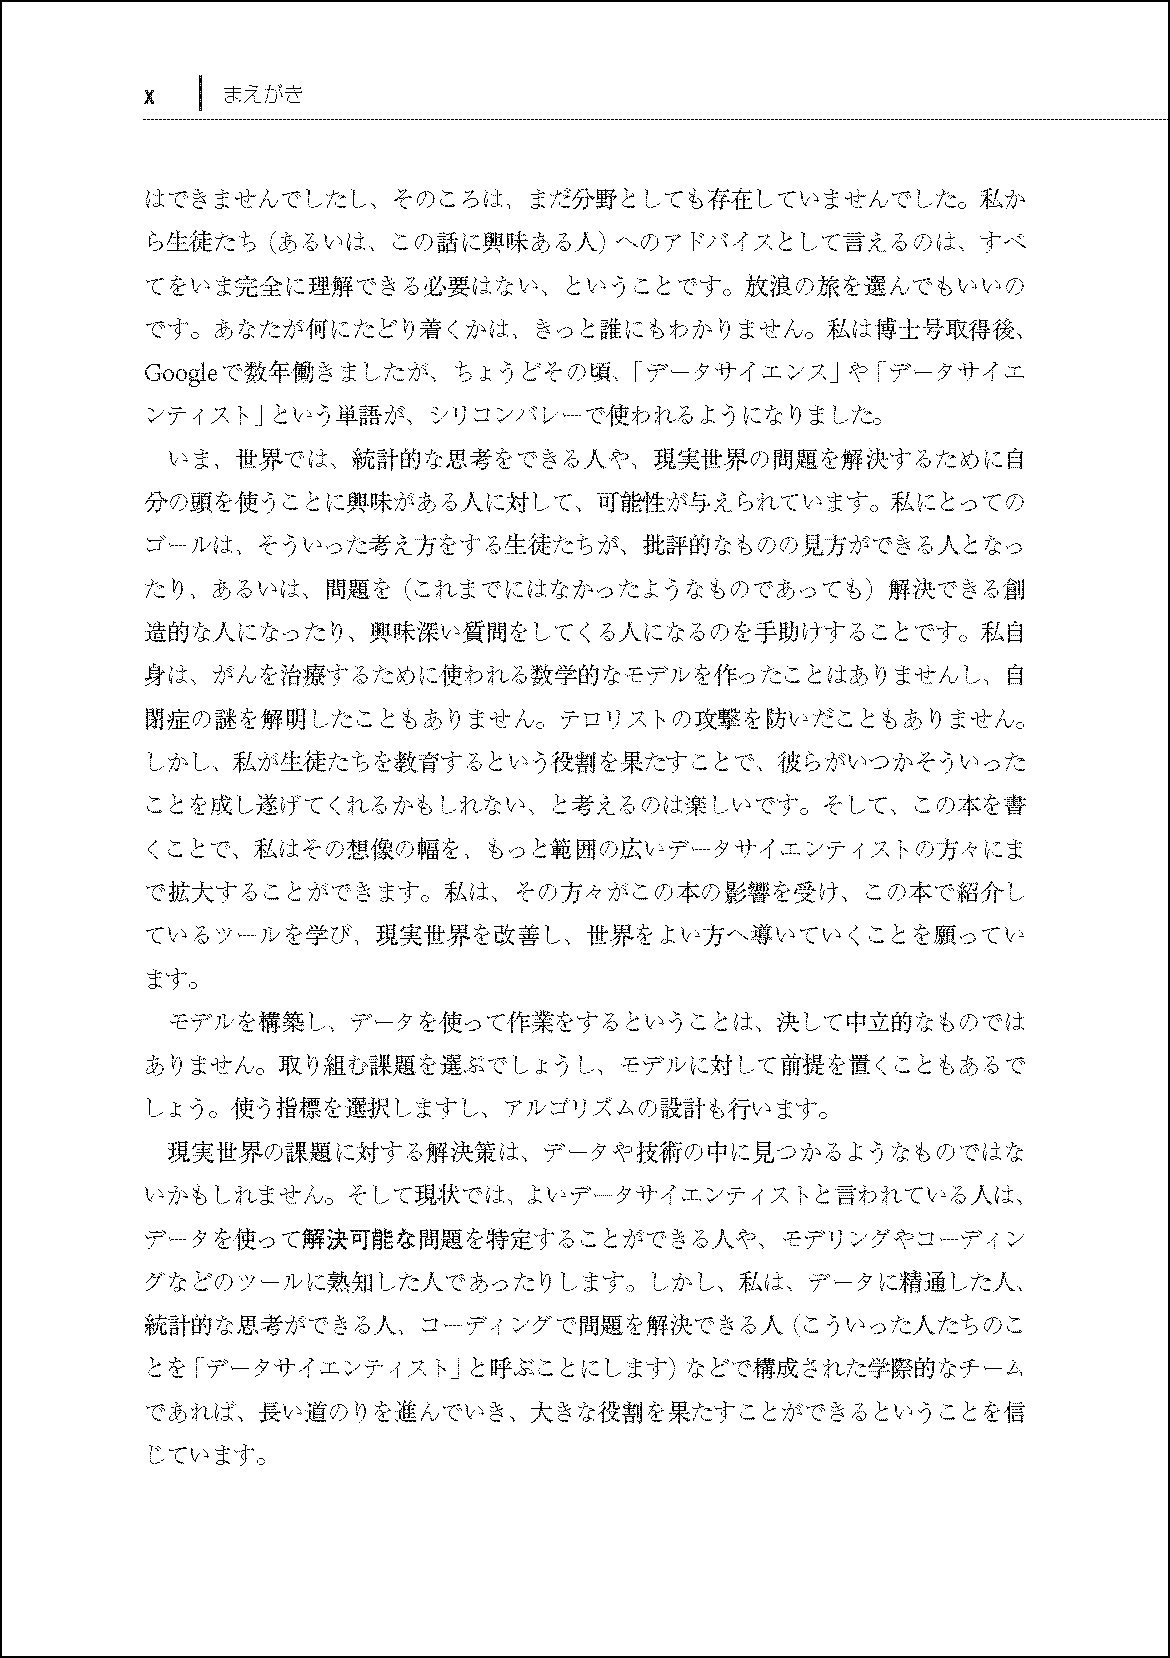 x まえがき
はできませんでしたし、そのころは、まだ分野としても存在していませんでした。私か
ら生徒たち（あるいは、この話に興味ある人）へのアドバイスとして言えるのは、すべ
てをいま完全に理解できる必要はない、ということです。放浪の旅を選んでもいいの
です。あなたが何にたどり着くかは、きっと誰にもわかりません。私は博士号取得後、
Googleで数年働きましたが、ちょうどその頃、「データサイエンス」や「データサイエ
ンティスト」という単語が、シリコンバレーで使われるようになりました。
いま、世界では、統計的な思考をできる人や、現実世界の問題を解決するために自
分の頭を使うことに興味がある人に対して、可能性が与えられています。私にとっての
ゴールは、そういった考え方をする生徒たちが、批評的なものの見方ができる人となっ
たり、あるいは、問題を（これまでにはなかったようなものであっても）解決できる創
造的な人になったり、興味深い質問をしてくる人になるのを手助けすることです。私自
身は、がんを治療するために使われる数学的なモデルを作ったことはありませんし、自
閉症の謎を解明したこともありません。テロリストの攻撃を防いだこともありません。
しかし、私が生徒たちを教育するという役割を果たすことで、彼らがいつかそういった
ことを成し遂げてくれるかもしれない、と考えるのは楽しいです。そして、この本を書
くことで、私はその想像の幅を、もっと範囲の広いデータサイエンティストの方々にま
で拡大することができます。私は、その方々がこの本の影響を受け、この本で紹介し
ているツールを学び、現実世界を改善し、世界をよい方へ導いていくことを願ってい
ます。
モデルを構築し、データを使って作業をするということは、決して中立的なものでは
ありません。取り組む課題を選ぶでしょうし、モデルに対して前提を置くこともあるで
しょう。使う指標を選択しますし、アルゴリズムの設計も行います。
現実世界の課題に対する解決策は、データや技術の中に見つかるようなものではな
いかもしれません。そして現状では、よいデータサイエンティストと言われている人は、
データを使って解決可能な問題を特定することができる人や、モデリングやコーディン
グなどのツールに熟知した人であったりします。しかし、私は、データに精通した人、
統計的な思考ができる人、コーディングで問題を解決できる人（こういった人たちのこ
とを「データサイエンティスト」と呼ぶことにします）などで構成された学際的なチーム
であれば、長い道のりを進んでいき、大きな役割を果たすことができるということを信
じています。